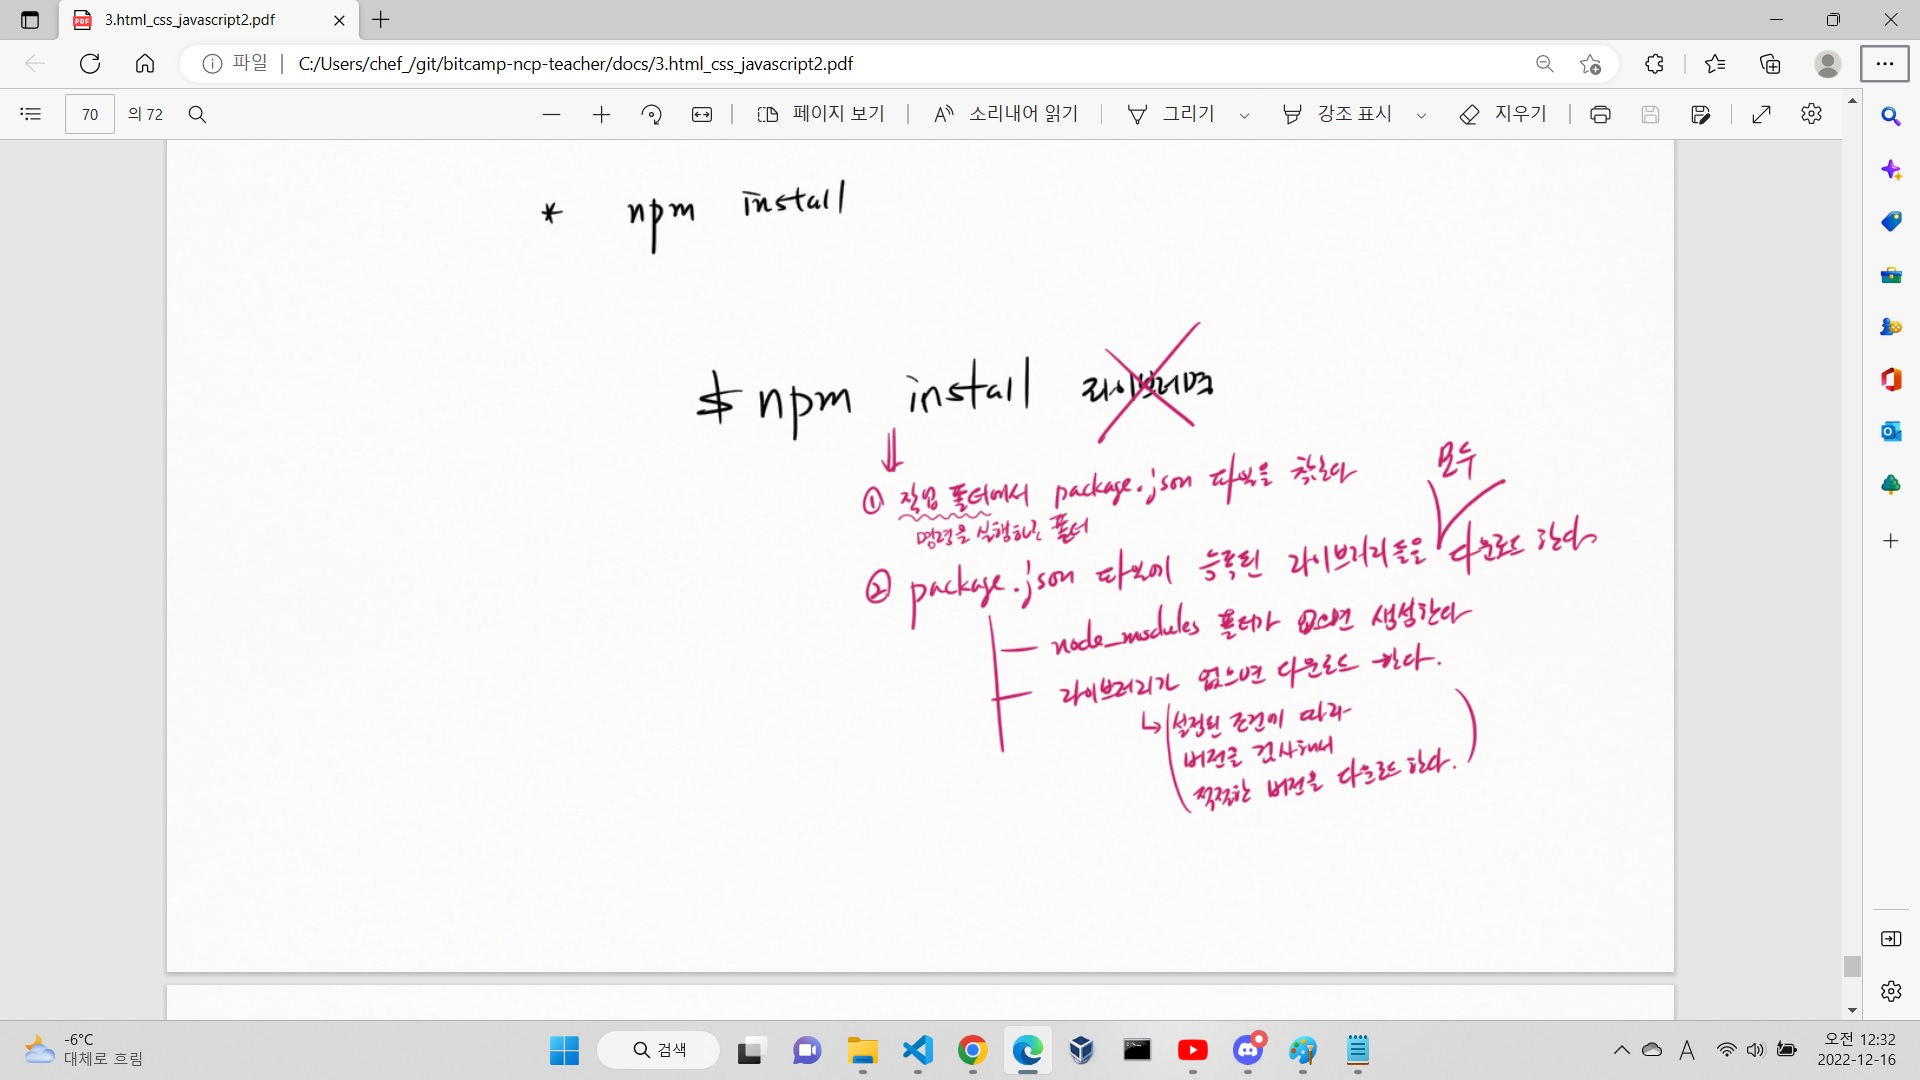 3.html_css_javascript2.pdf
파일
C:/Users/chef_/git/bitcamp-ncp-teacher/docs/3.html_css_javascript2.pdf
70 의 72
페이지 보기
소리내어 읽기
그리기
강조 표시
지우기
* npm install
$ npm install 라이브러리명
모두
① 작업 폴더에서 package.json 파일을 찾는다
명령을 실행하는 폴더
② package.json 파일에 등록된 라이브러리들을 다운로드 한다
node_modules 폴더가 없으면 생성한다
라이브러리가 없으면 다운로드 한다.
설정된 조건에 따라
버전을 검사해서
적절한 버전을 다운로드 한다.
-6°C
대체로 흐림
검색
A
오전 12:32
2022-12-16